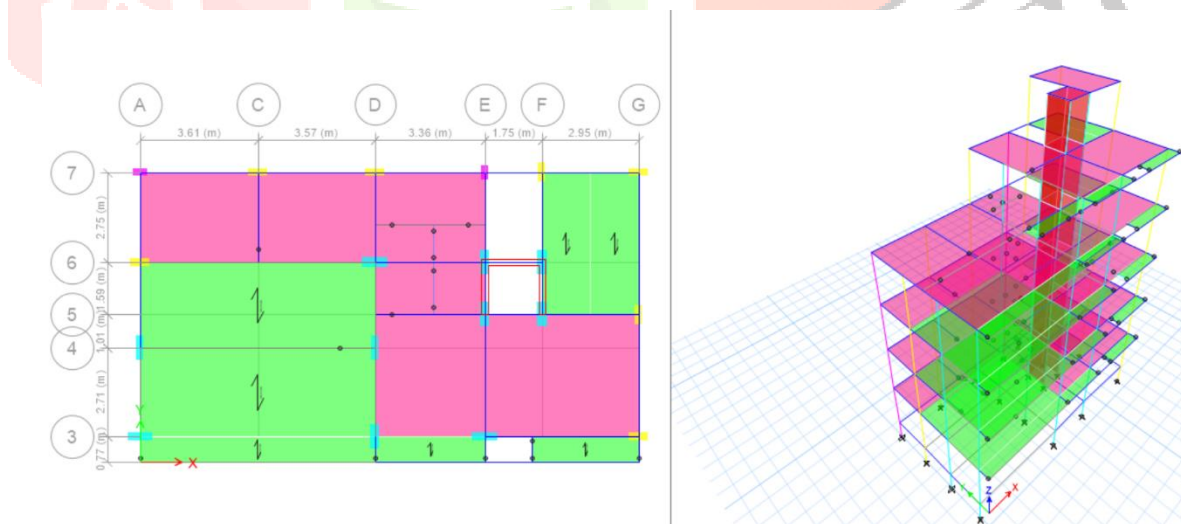 A C D E F G
3.61 (m) 3.57 (m) 3.36 (m) 1.75 (m) 2.95 (m)
7
2.75 (m)
6
1.59 (m)
5
1.01 (m)
4
2.71 (m)
3
0.77 (m)
Y
X
Z
Y
X